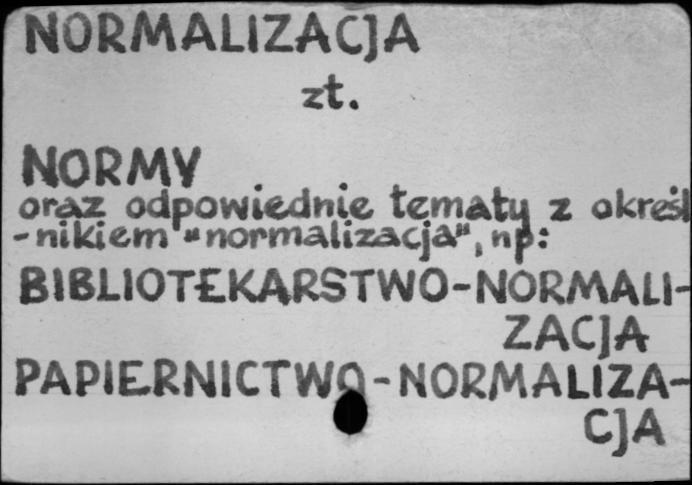 NORMALIZACJA
zt.
NORMY
oraz odpowiednie tematy z określ
-nikiem "normalizacja", np:
BIBLIOTEKARSTWO-NORMALI-
ZACJA
PAPIERNICTWO-NORMALIZA-
CJA